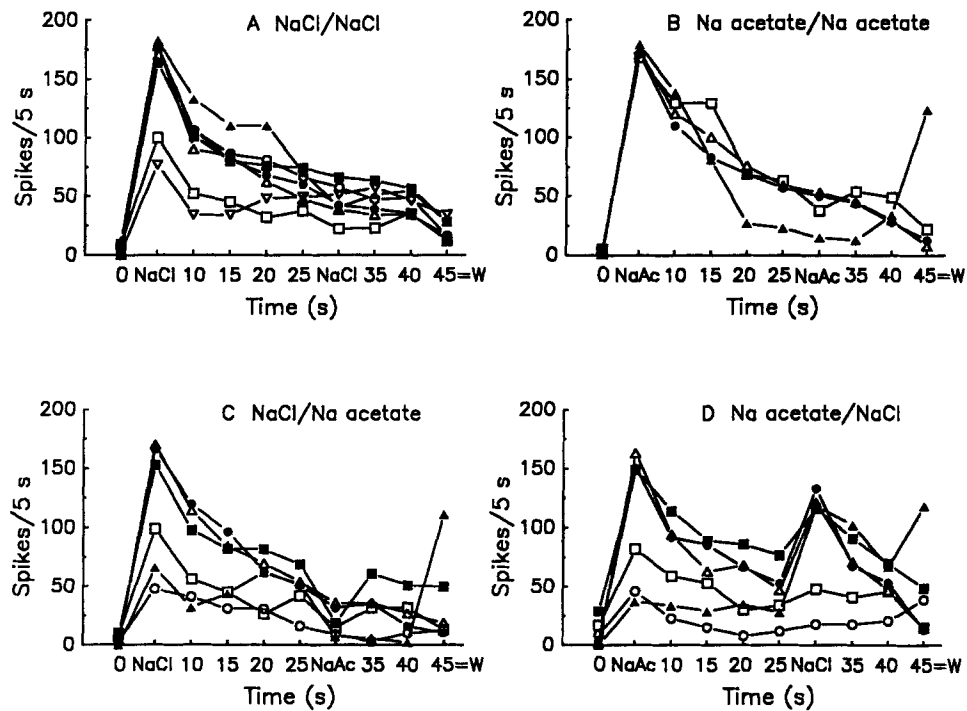 A NaCl/NaCl
Spikes/5 s
200
150
100
50
0
0 NaCl 10 15 20 25 NaCl 35 40 45=W
Time (s)
B Na acetate/Na acetate
Spikes/5 s
200
150
100
50
0
0 NaAc 10 15 20 25 NaAc 35 40 45=W
Time (s)
C NaCl/Na acetate
Spikes/5 s
200
150
100
50
0
0 NaCl 10 15 20 25 NaAc 35 40 45=W
Time (s)
D Na acetate/NaCl
Spikes/5 s
200
150
100
50
0
0 NaAc 10 15 20 25 NaCl 35 40 45=W
Time (s)